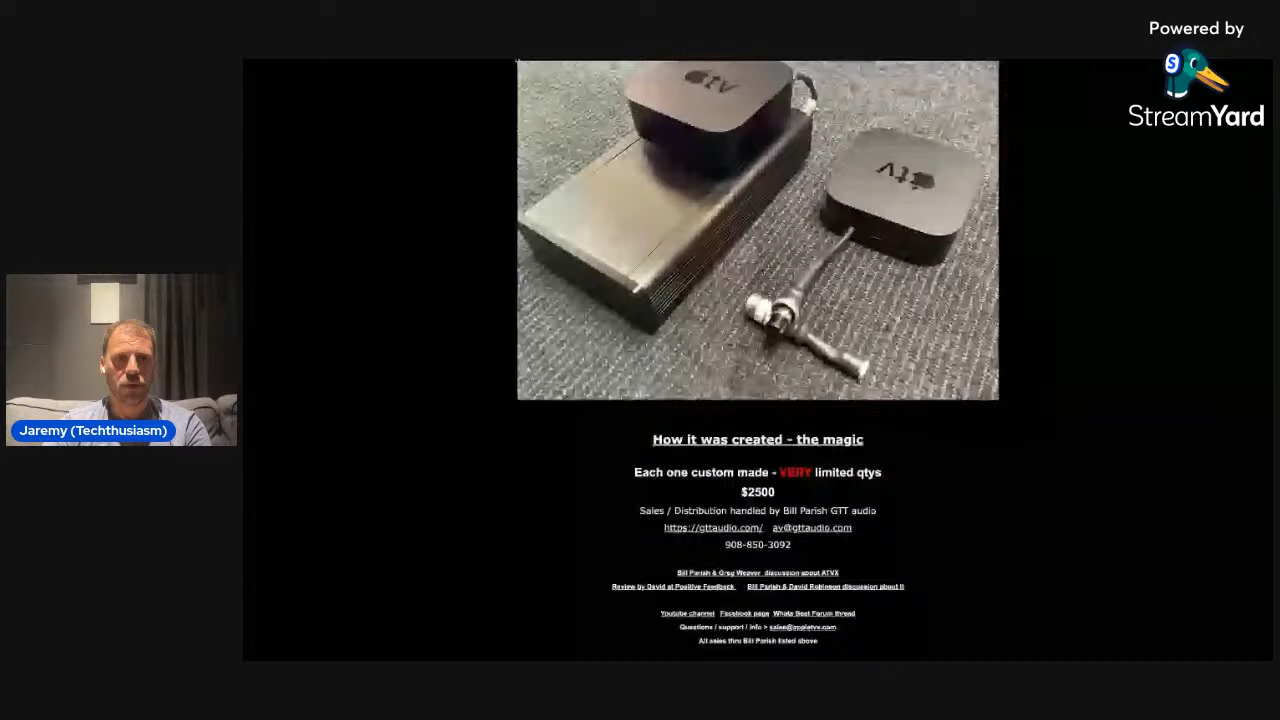 Powered by
StreamYard
tv
tv
Jaremy (Techthusiasm)
How it was created - the magic
Each one custom made - VERY limited qtys
$2500
Sales / Distribution handled by Bill Parish GTT audio
https://gttaudio.com/ av@gttaudio.com
908-850-3092
Bill Parish & Greg Weaver discussion about ATVX
Review by David at Positive Feedback Bill Parish & David Robinson discussion about it
Youtube channel Facebook page Whats Best Forum thread
Questions / support / info >
All sales thru Bill Parish listed above